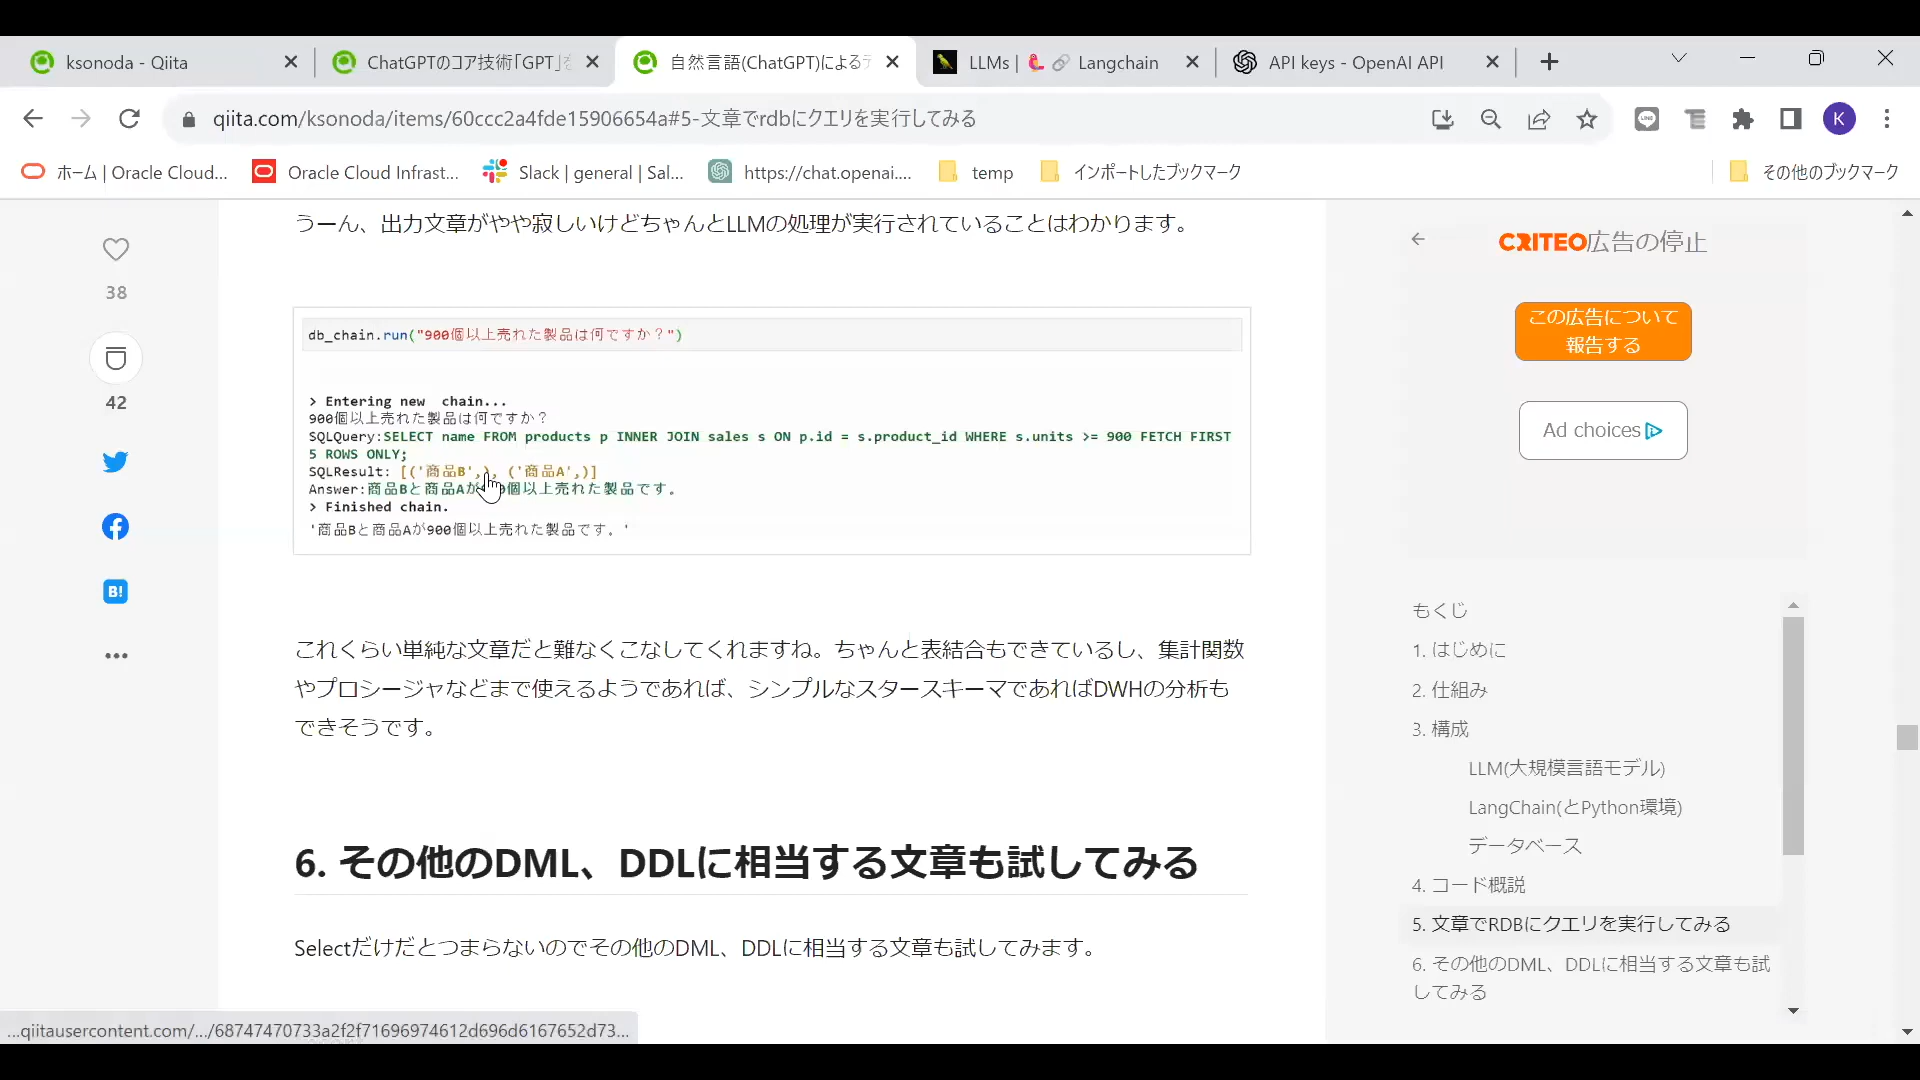 ksonoda - Qiita
ChatGPTのコア技術「GPT」を
自然言語(ChatGPT)によるデ
LLMs | 🦜🔗 Langchain
API keys - OpenAI API
qiita.com/ksonoda/items/60ccc2a4fde15906654a#5-文章でrdbにクエリを実行してみる
K
ホーム | Oracle Cloud...
Oracle Cloud Infrast...
Slack | general | Sal...
https://chat.openai....
temp
インポートしたブックマーク
その他のブックマーク
38
42
B!
うーん、出力文章がやや寂しいけどちゃんとLLMの処理が実行されていることはわかります。
db_chain.run("900個以上売れた製品は何ですか？")
> Entering new  chain...
900個以上売れた製品は何ですか？
SQLQuery:SELECT name FROM products p INNER JOIN sales s ON p.id = s.product_id WHERE s.units >= 900 FETCH FIRST
5 ROWS ONLY;
SQLResult: [('商品B',), ('商品A',)]
Answer:商品Bと商品Aが 個以上売れた製品です。
> Finished chain.
'商品Bと商品Aが900個以上売れた製品です。'
これくらい単純な文章だと難なくこなしてくれますね。ちゃんと表結合もできているし、集計関数
やプロシージャなどまで使えるようであれば、シンプルなスタースキーマであればDWHの分析も
できそうです。
6. その他のDML、DDLに相当する文章も試してみる
Selectだけだとつまらないのでその他のDML、DDLに相当する文章も試してみます。
CRITEO広告の停止
この広告について
報告する
Ad choices
もくじ
1. はじめに
2. 仕組み
3. 構成
LLM(大規模言語モデル)
LangChain(とPython環境)
データベース
4. コード概説
5. 文章でRDBにクエリを実行してみる
6. その他のDML、DDLに相当する文章も試
してみる
...qiitausercontent.com/.../68747470733a2f2f71696974612d696d6167652d73...